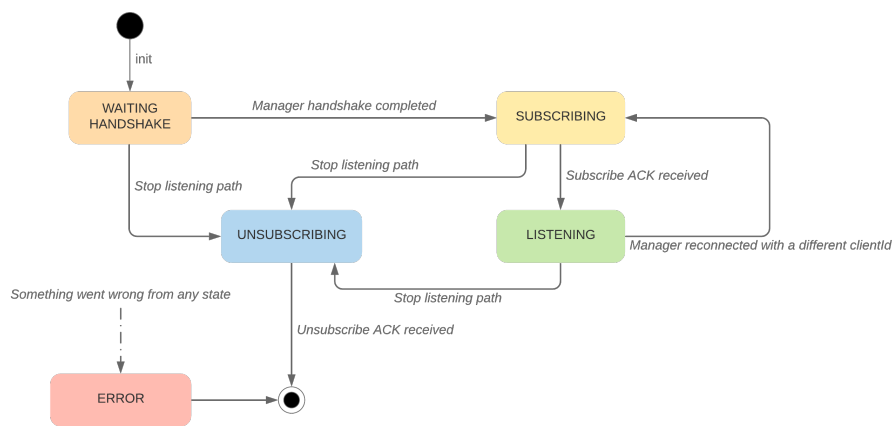 init
WAITING
HANDSHAKE
Manager handshake completed
SUBSCRIBING
Stop listening path
Subscribe ACK received
Stop listening path
UNSUBSCRIBING
LISTENING
Manager reconnected with a different clientId
Something went wrong from any state
Stop listening path
Unsubscribe ACK received
ERROR